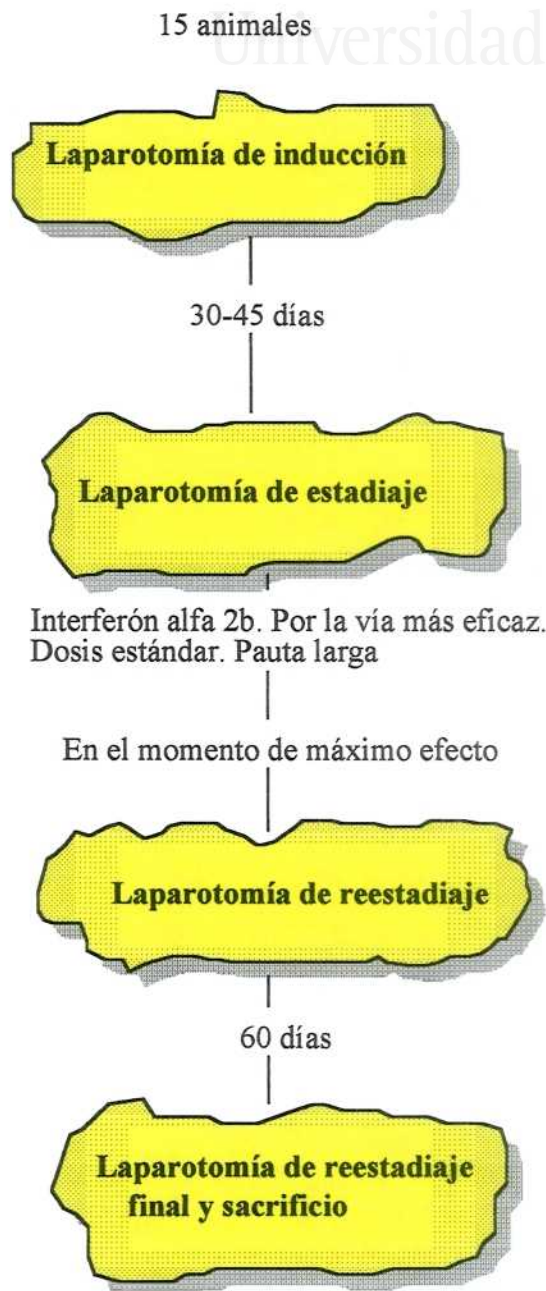 Universidad
15 animales
Laparotomía de inducción
30-45 días
Laparotomía de estadiaje
Interferón alfa 2b. Por la vía más eficaz.
Dosis estándar. Pauta larga
En el momento de máximo efecto
Laparotomía de reestadiaje
60 días
Laparotomía de reestadiaje
final y sacrificio